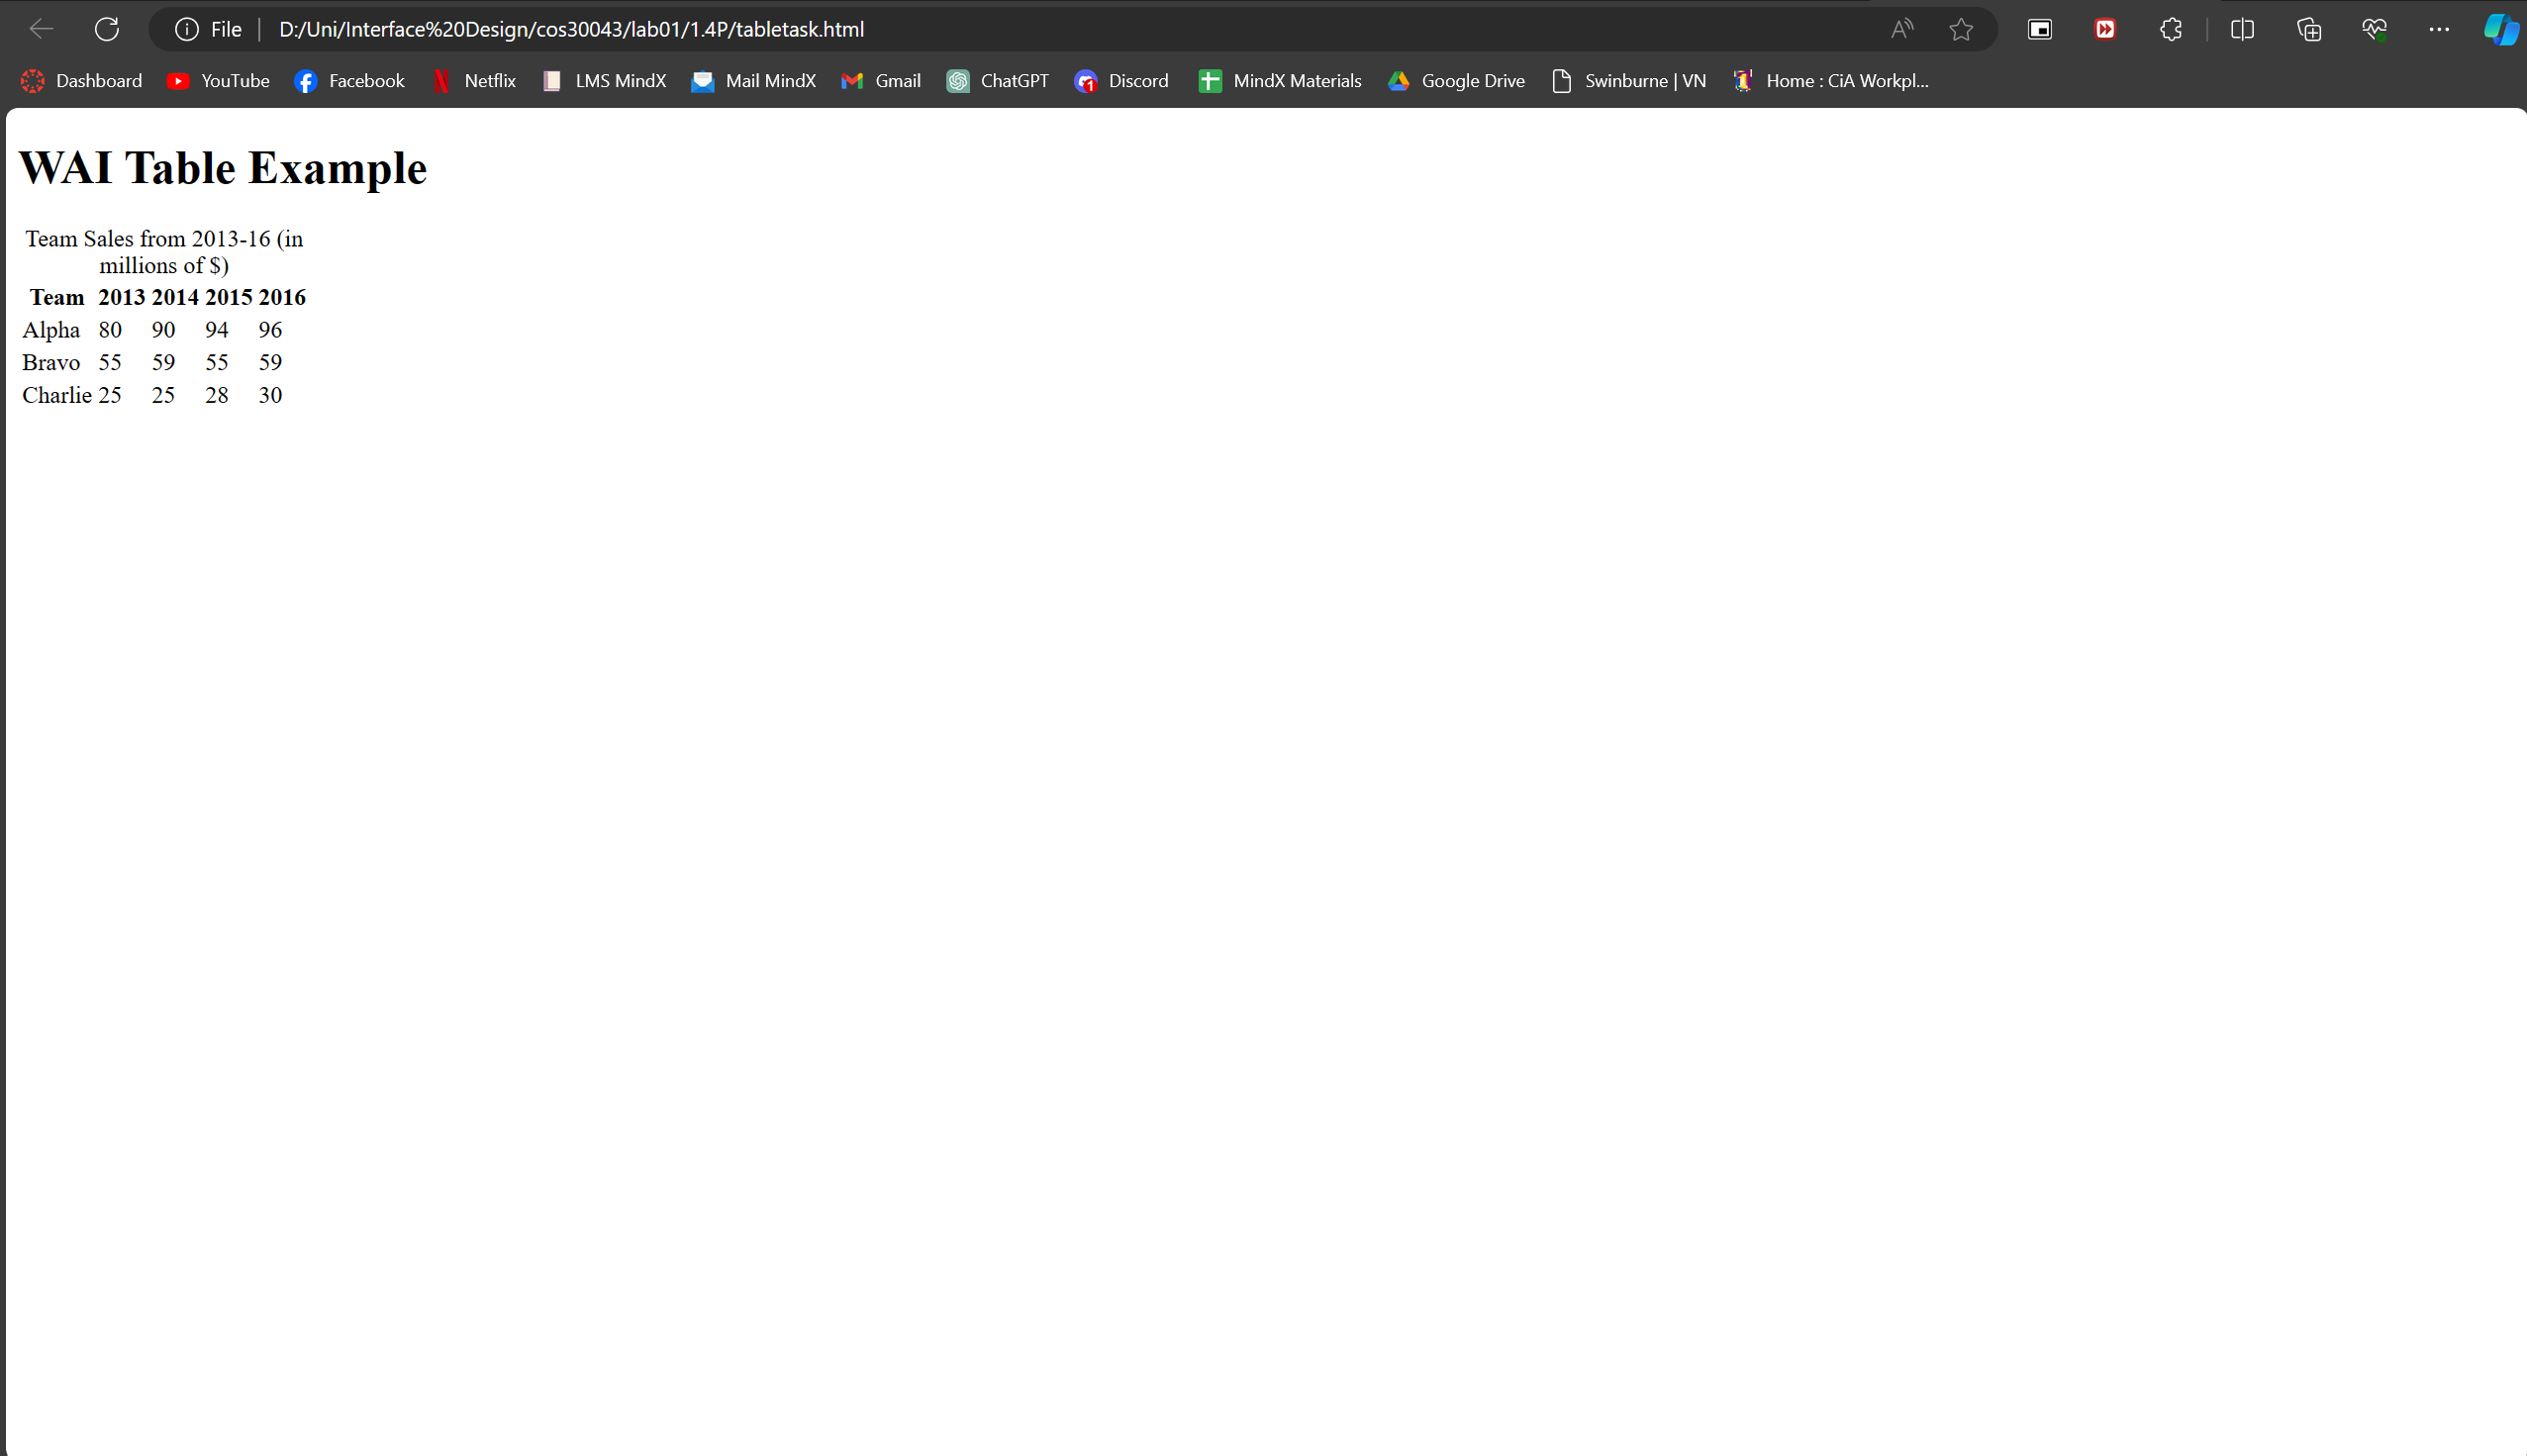 File | D:/Uni/Interface%20Design/cos30043/lab01/1.4P/tabletask.html
Dashboard YouTube Facebook Netflix LMS MindX Mail MindX Gmail ChatGPT Discord MindX Materials Google Drive Swinburne | VN Home : CiA Workpl...
WAI Table Example
Team Sales from 2013-16 (in
millions of $)
Team 2013 2014 2015 2016
Alpha 80 90 94 96
Bravo 55 59 55 59
Charlie 25 25 28 30